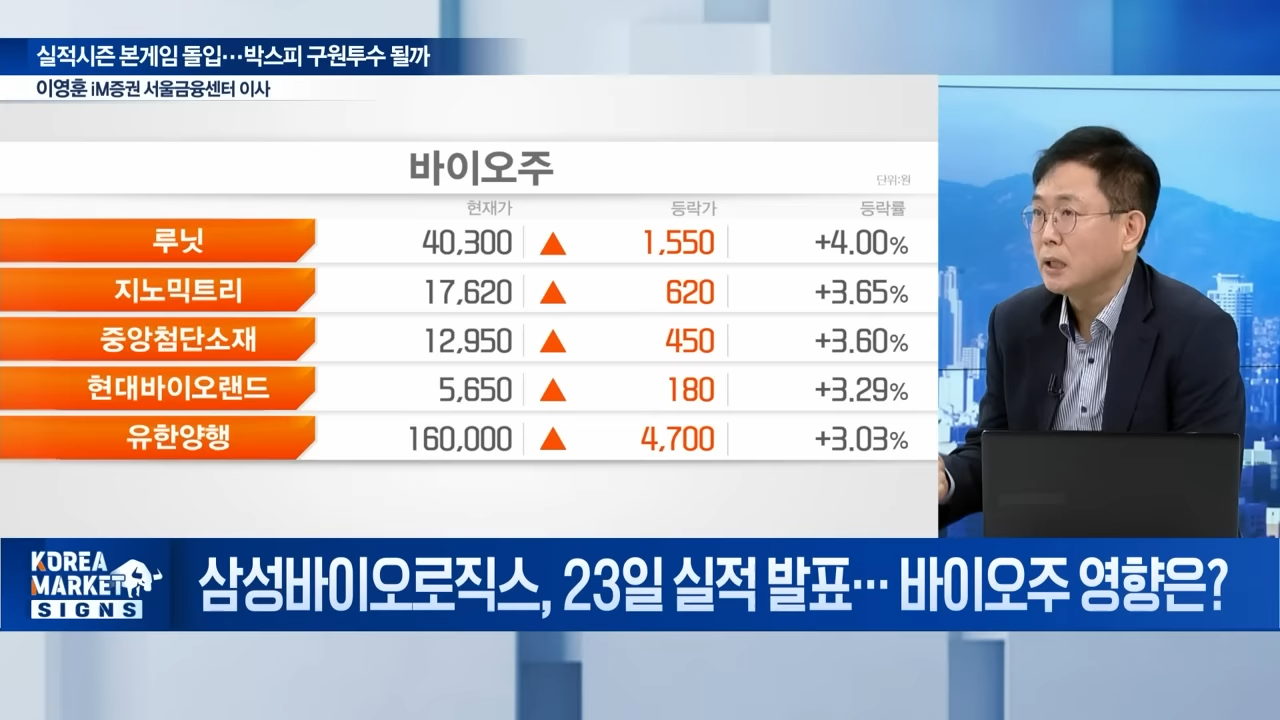 실적시즌 본게임 돌입…박스피 구원투수 될까
이영훈 iM증권 서울금융센터 이사
바이오주
단위:원
현재가 등락가 등락률
루닛 40,300 ▲ 1,550 +4.00%
지노믹트리 17,620 ▲ 620 +3.65%
중앙첨단소재 12,950 ▲ 450 +3.60%
현대바이오랜드 5,650 ▲ 180 +3.29%
유한양행 160,000 ▲ 4,700 +3.03%
KOREA
MARKET
SIGNS
삼성바이오로직스, 23일 실적 발표… 바이오주 영향은?